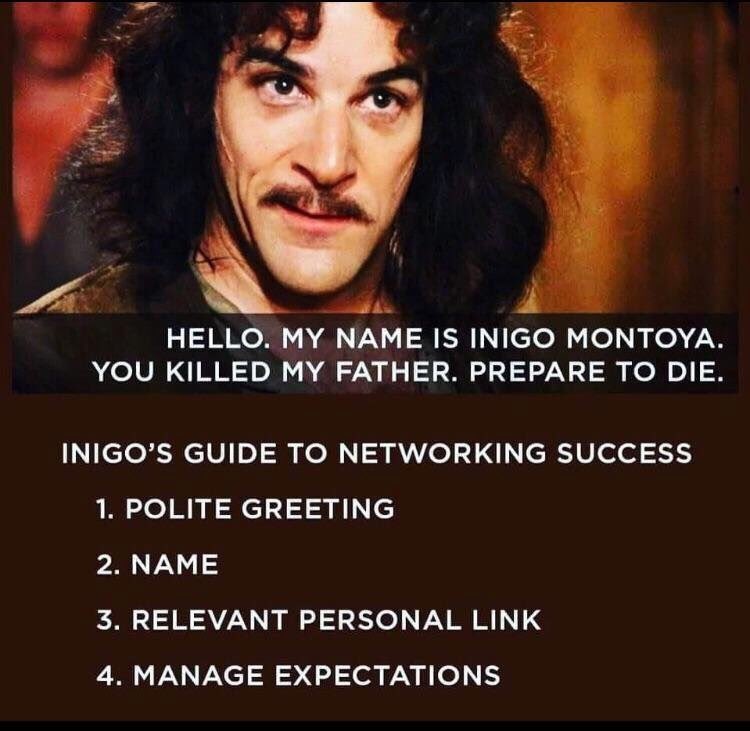 HELLO. MY NAME IS INIGO MONTOYA.
YOU KILLED MY FATHER. PREPARE TO DIE.
INIGO'S GUIDE TO NETWORKING SUCCESS
1. POLITE GREETING
2. NAME
3. RELEVANT PERSONAL LINK
4. MANAGE EXPECTATIONS